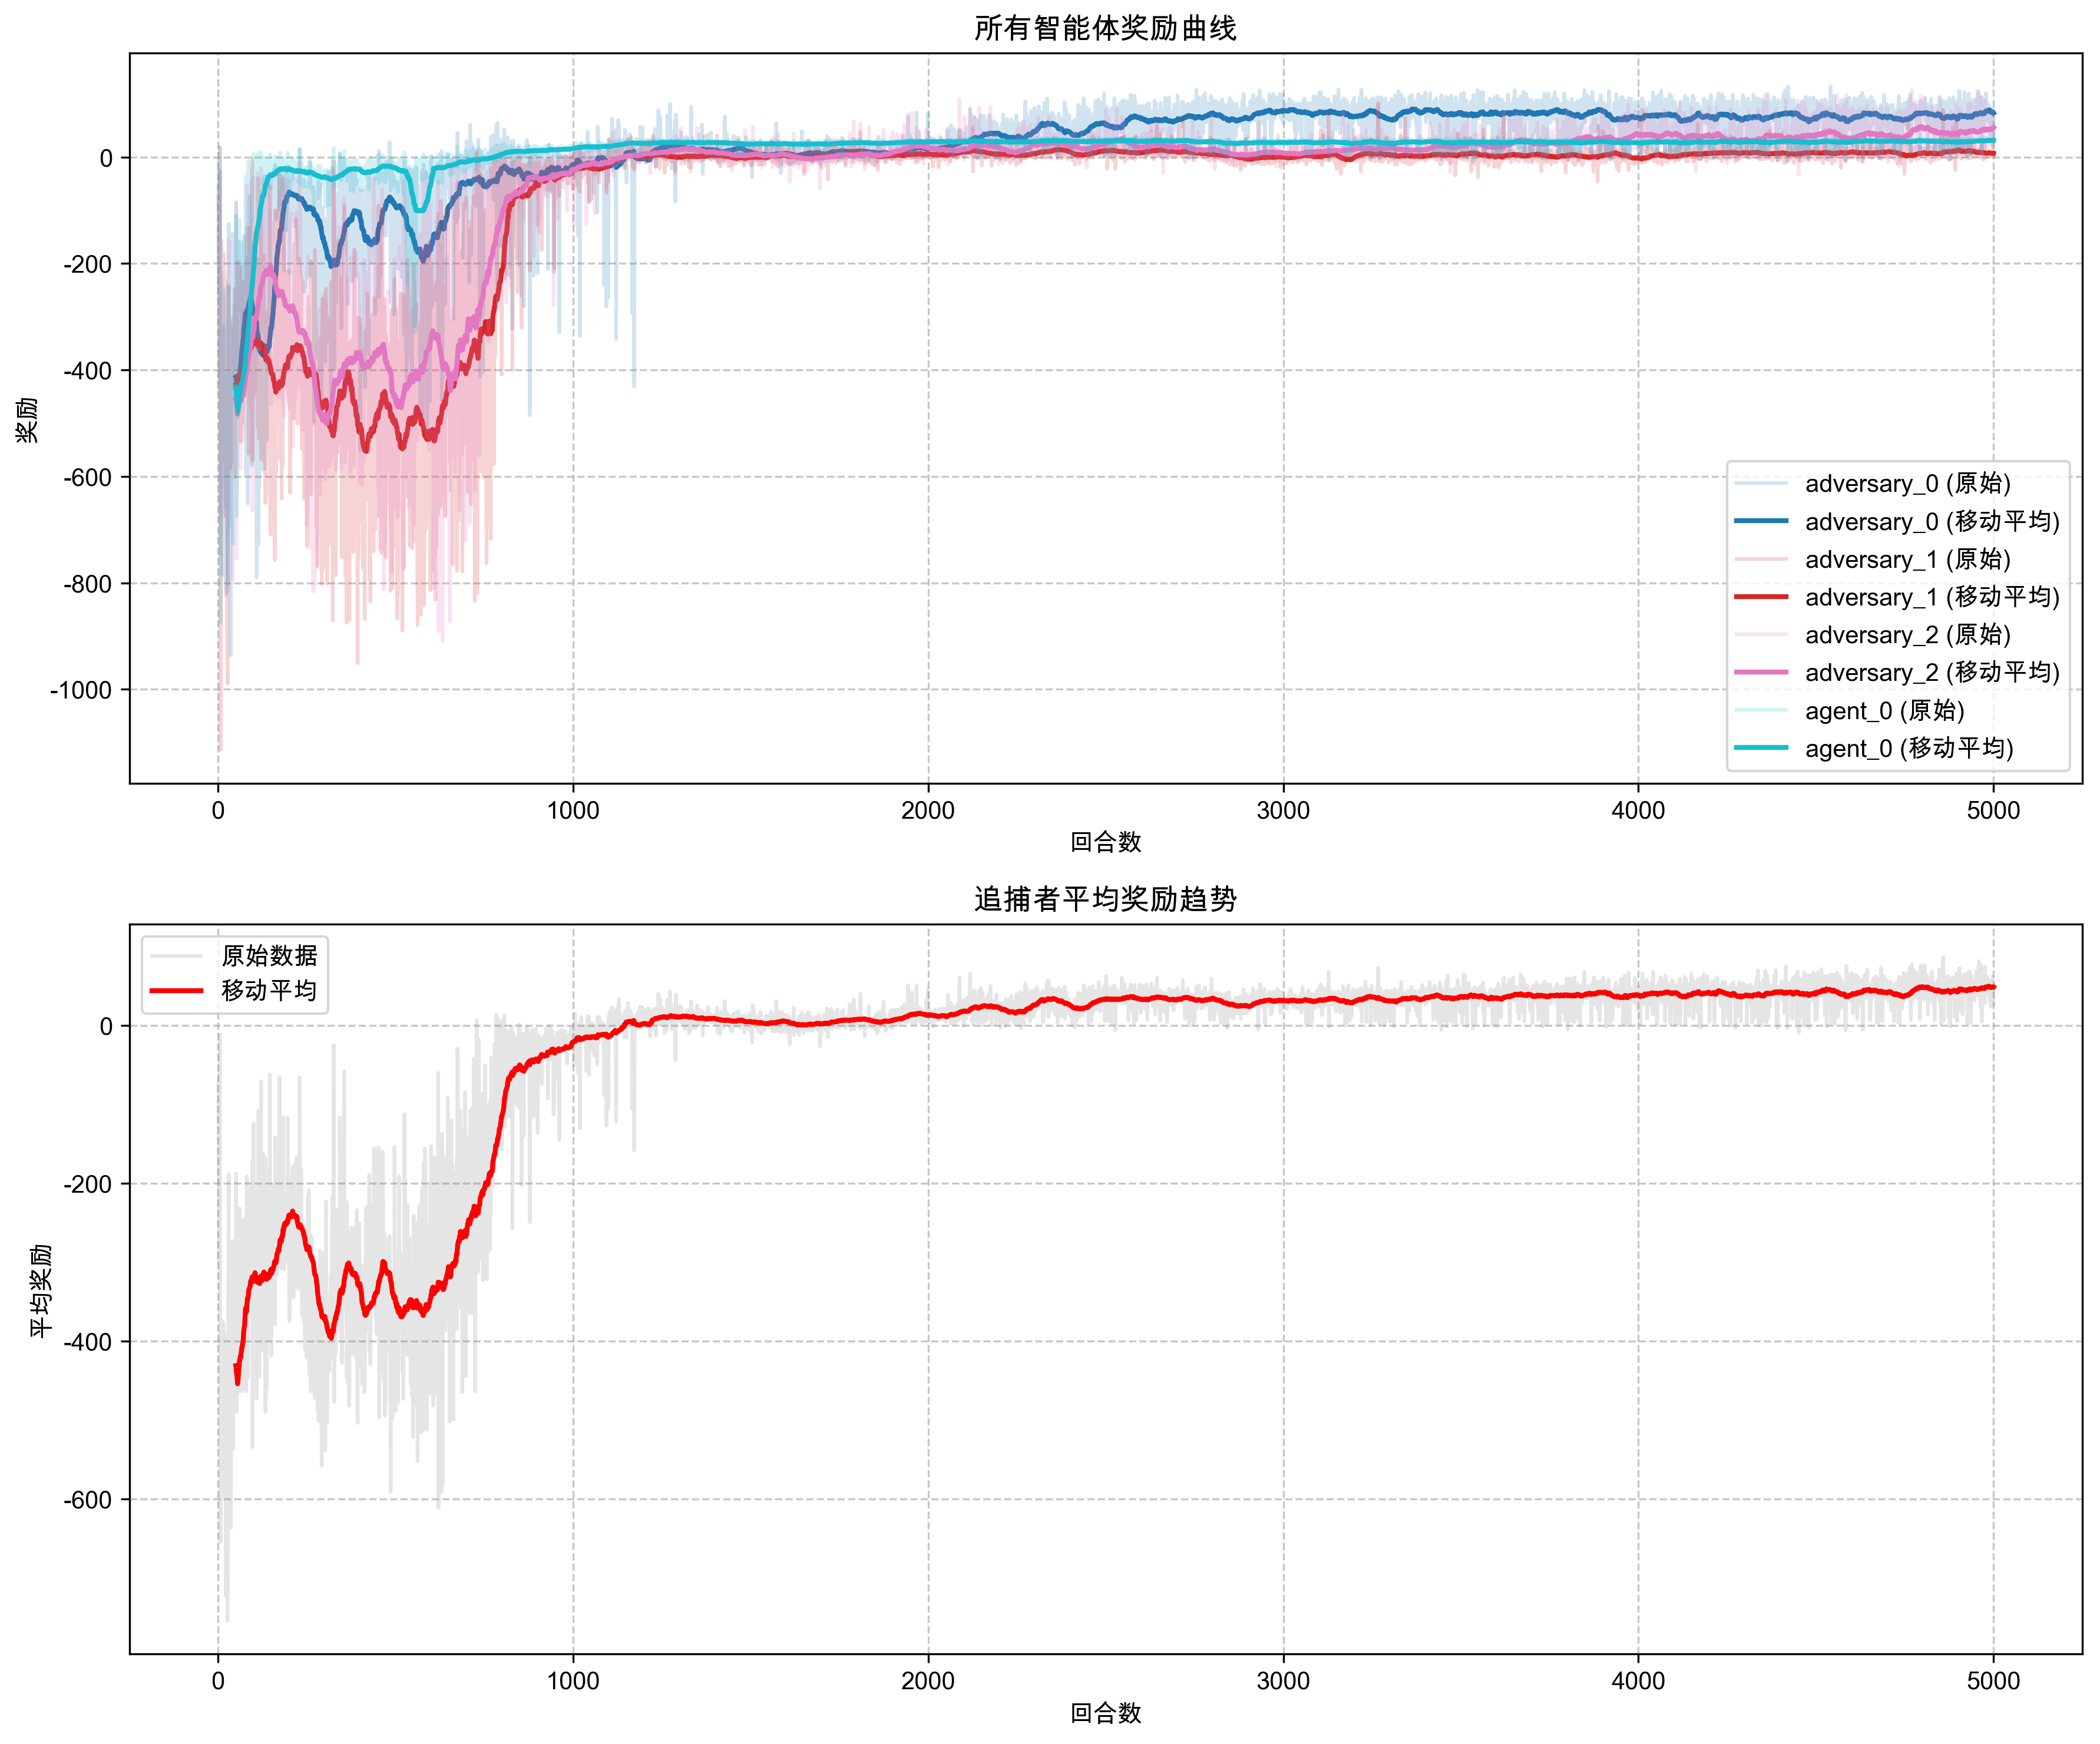 所有智能体奖励曲线
奖励
0
-200
-400
-600
-800
-1000
adversary_0 (原始)
adversary_0 (移动平均)
adversary_1 (原始)
adversary_1 (移动平均)
adversary_2 (原始)
adversary_2 (移动平均)
agent_0 (原始)
agent_0 (移动平均)
0 1000 2000 3000 4000 5000
回合数
追捕者平均奖励趋势
平均奖励
原始数据
移动平均
0
-200
-400
-600
0 1000 2000 3000 4000 5000
回合数